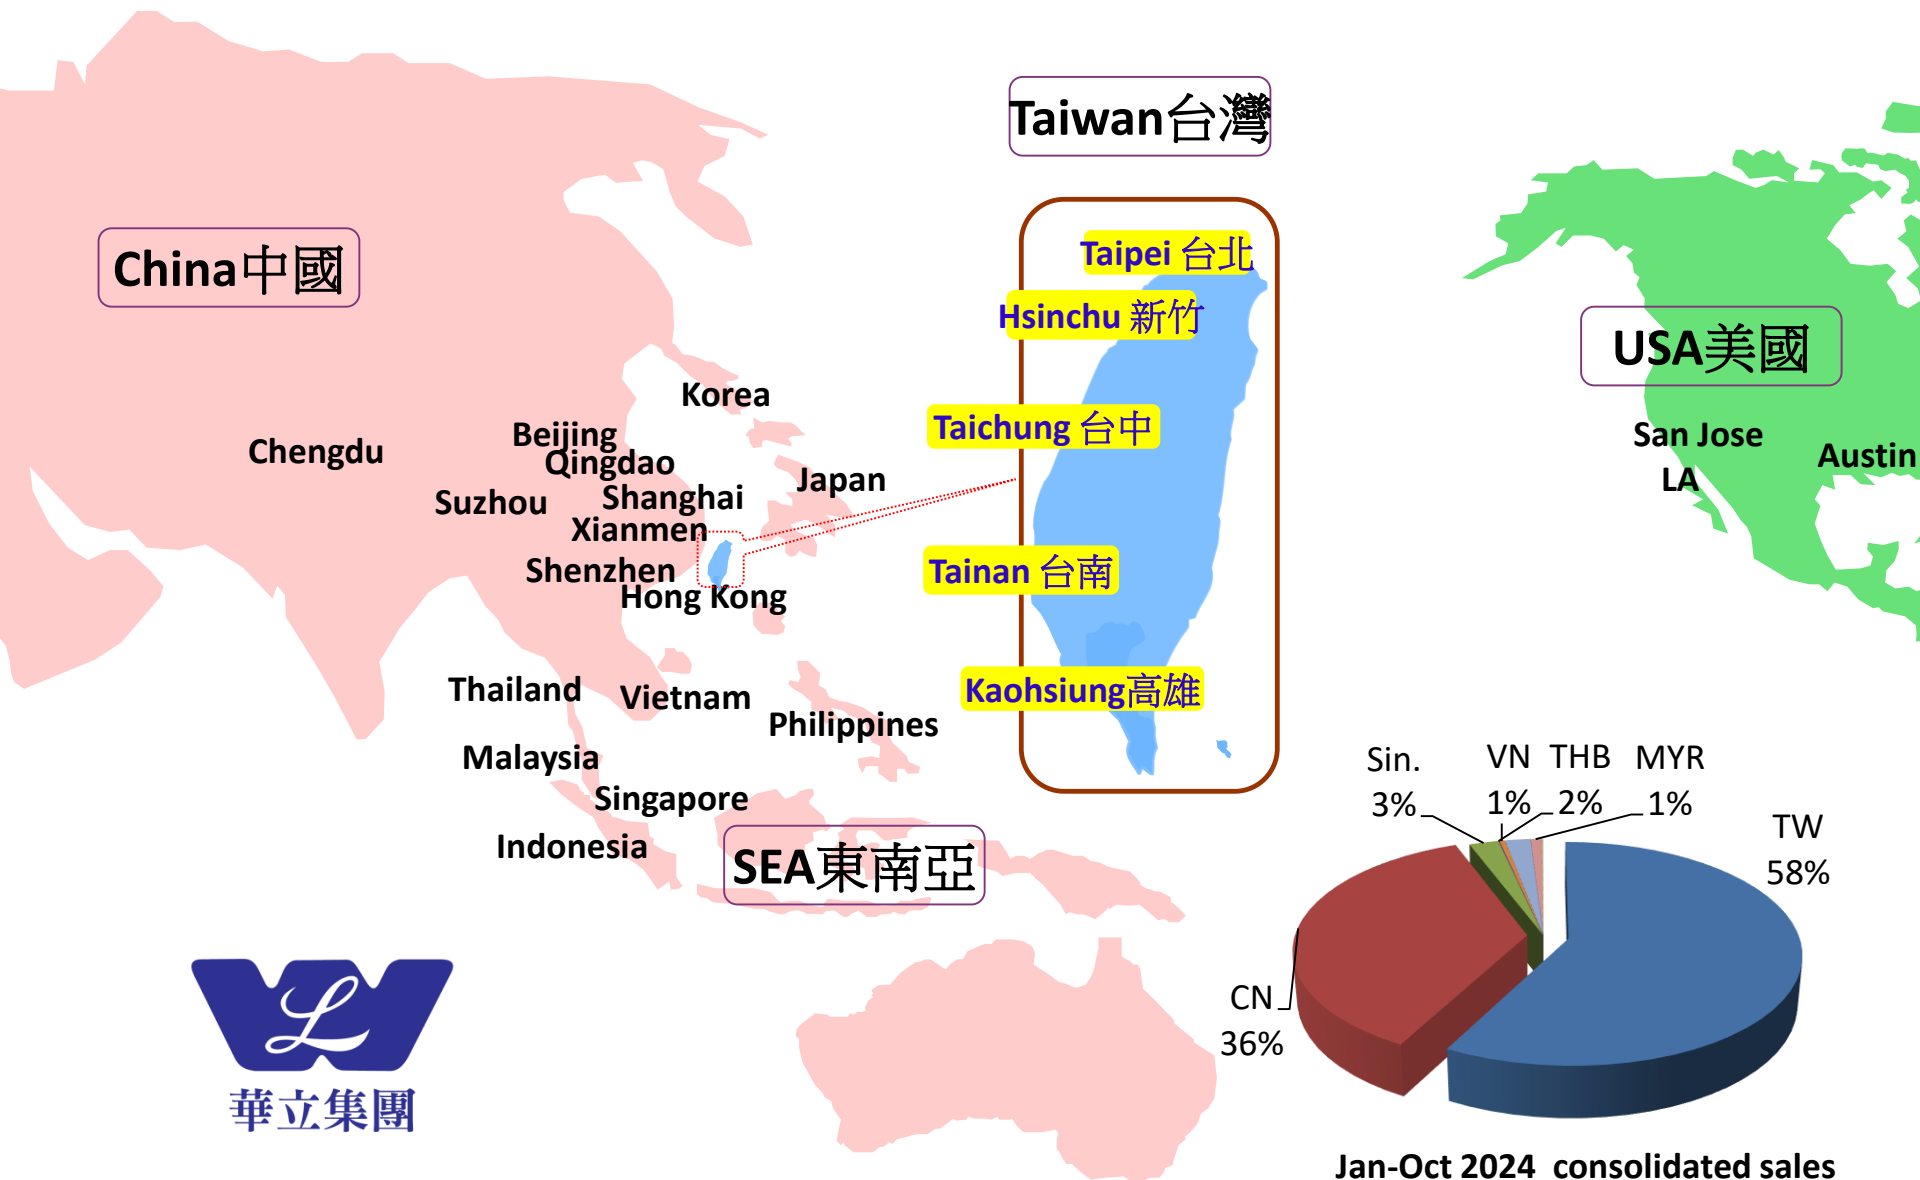 Taiwan台灣
China中國
Taipei 台北
Hsinchu 新竹
USA美國
Korea
Taichung 台中
Beijing
San Jose
Chengdu
Qingdao
Austin
Japan
LA
Suzhou
Shanghai
Xianmen
Shenzhen
Tainan 台南
Hong Kong
Thailand
Vietnam
Kaohsiung高雄
Philippines
Malaysia
Singapore
Indonesia
SEA東南亞
Sin.
3%
VN
1%
THB
2%
MYR
1%
TW
58%
CN
36%
L
華立集團
Jan-Oct 2024 consolidated sales